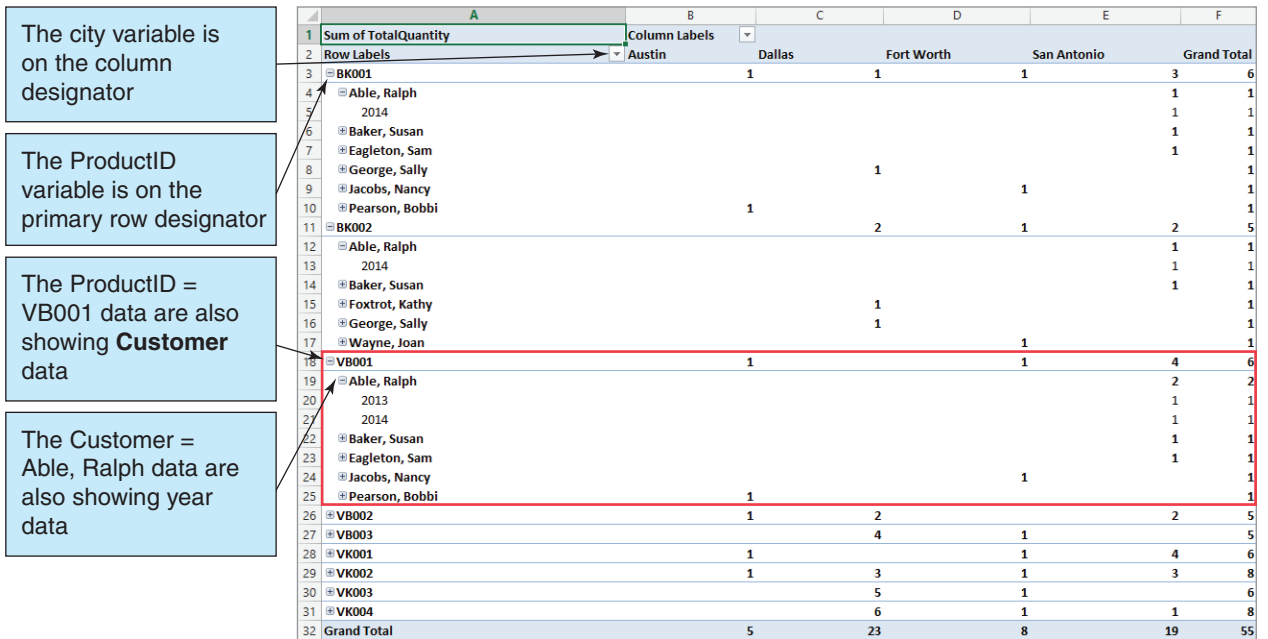 The city variable is
on the column
designator
The ProductID
variable is on the
primary row designator
The ProductID =
VB001 data are also
showing Customer
data
The Customer =
Able, Ralph data are
also showing year
data
A B C D E F
1 Sum of TotalQuantity Column Labels
2 Row Labels Austin Dallas Fort Worth San Antonio Grand Total
3 BK001 1 1 1 3 6
4 Able, Ralph 1 1
5 2014 1 1
6 Baker, Susan 1 1
7 Eagleton, Sam 1 1
8 George, Sally 1 1
9 Jacobs, Nancy 1 1
10 Pearson, Bobbi 1 1
11 BK002 2 1 2 5
12 Able, Ralph 1 1
13 2014 1 1
14 Baker, Susan 1 1
15 Foxtrot, Kathy 1 1
16 George, Sally 1 1
17 Wayne, Joan 1 1
18 VB001 1 1 4 6
19 Able, Ralph 2 2
20 2013 1 1
21 2014 1 1
22 Baker, Susan 1 1
23 Eagleton, Sam 1 1
24 Jacobs, Nancy 1 1
25 Pearson, Bobbi 1 1
26 VB002 1 2 2 5
27 VB003 4 1 5
28 VK001 1 1 4 6
29 VK002 1 3 1 3 8
30 VK003 5 1 6
31 VK004 6 1 1 8
32 Grand Total 5 23 8 19 55